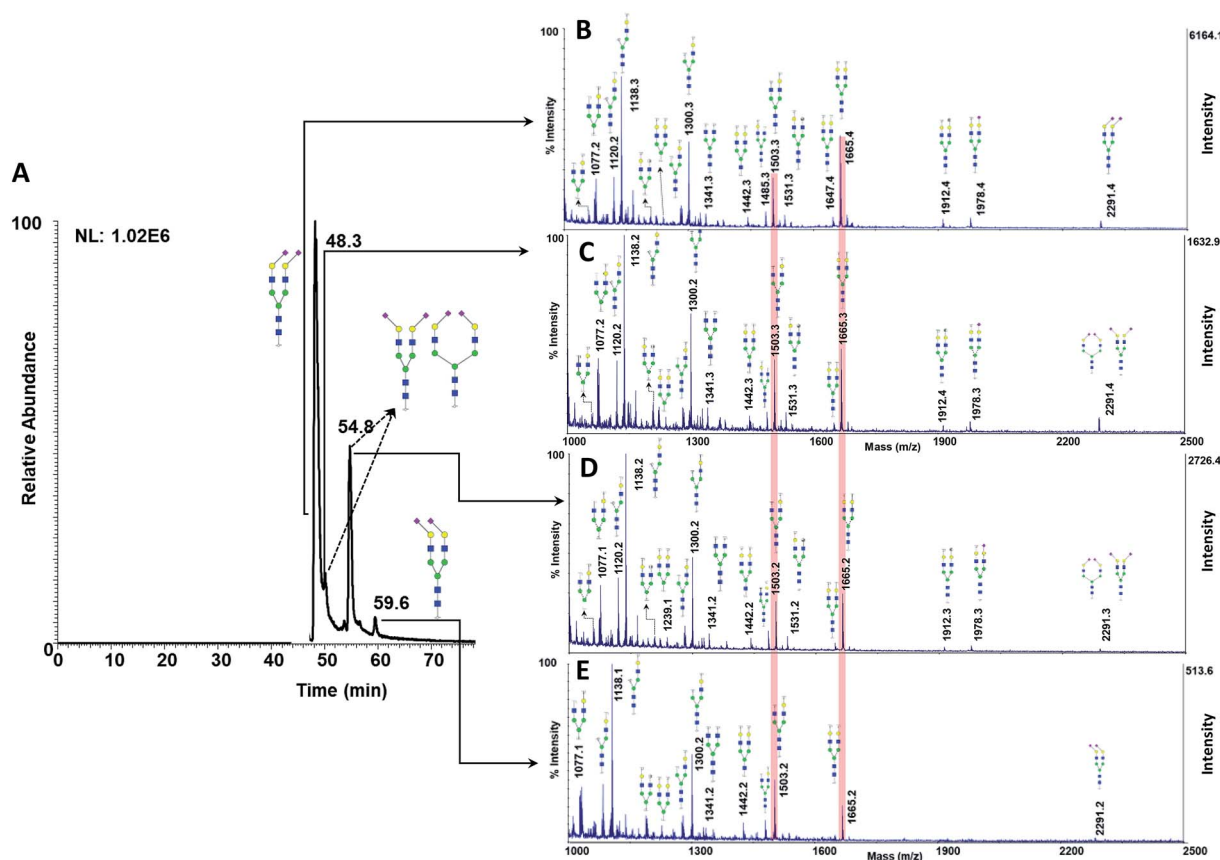 A
Relative Abundance
100
0
NL: 1.02E6
48.3
54.8
59.6
0 10 20 30 40 50 60 70
Time (min)
B
100
% Intensity
6164.1
Intensity
1077.2
1120.2
1138.3
1300.3
1341.3
1442.3
1485.3
1503.3
1531.3
1647.4
1665.4
1912.4
1978.4
2291.4
C
100
% Intensity
1632.9
Intensity
1077.2
1120.2
1138.2
1300.2
1341.3
1442.3
1503.3
1531.3
1665.3
1912.4
1978.3
2291.4
1000 1300 1600 1900 2200 2500
Mass (m/z)
D
100
% Intensity
2726.4
Intensity
1077.1
1120.2
1138.2
1239.1
1300.2
1341.2
1442.2
1503.2
1531.2
1665.2
1912.3
1978.3
2291.3
E
100
% Intensity
513.6
Intensity
1077.1
1138.1
1300.2
1341.2
1442.2
1503.2
1665.2
2291.2
1000 1300 1600 1900 2200 2500
Mass (m/z)